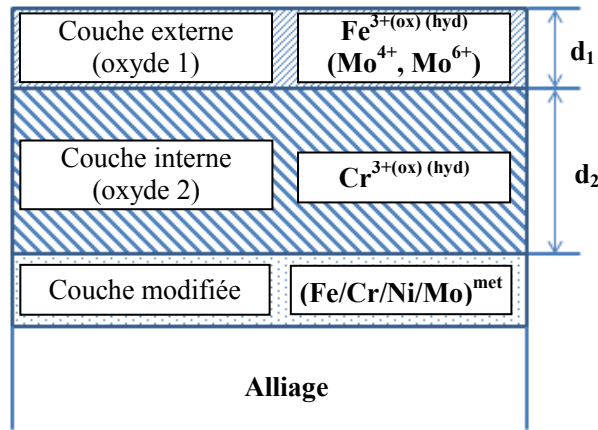 Couche externe
(oxyde 1)
Fe³⁺⁽ᵒˣ⁾ ⁽ʰʸᵈ⁾
(Mo⁴⁺, Mo⁶⁺)
d₁
Couche interne
(oxyde 2)
Cr³⁺⁽ᵒˣ⁾ ⁽ʰʸᵈ⁾
d₂
Couche modifiée
(Fe/Cr/Ni/Mo)ᵐᵉᵗ
Alliage